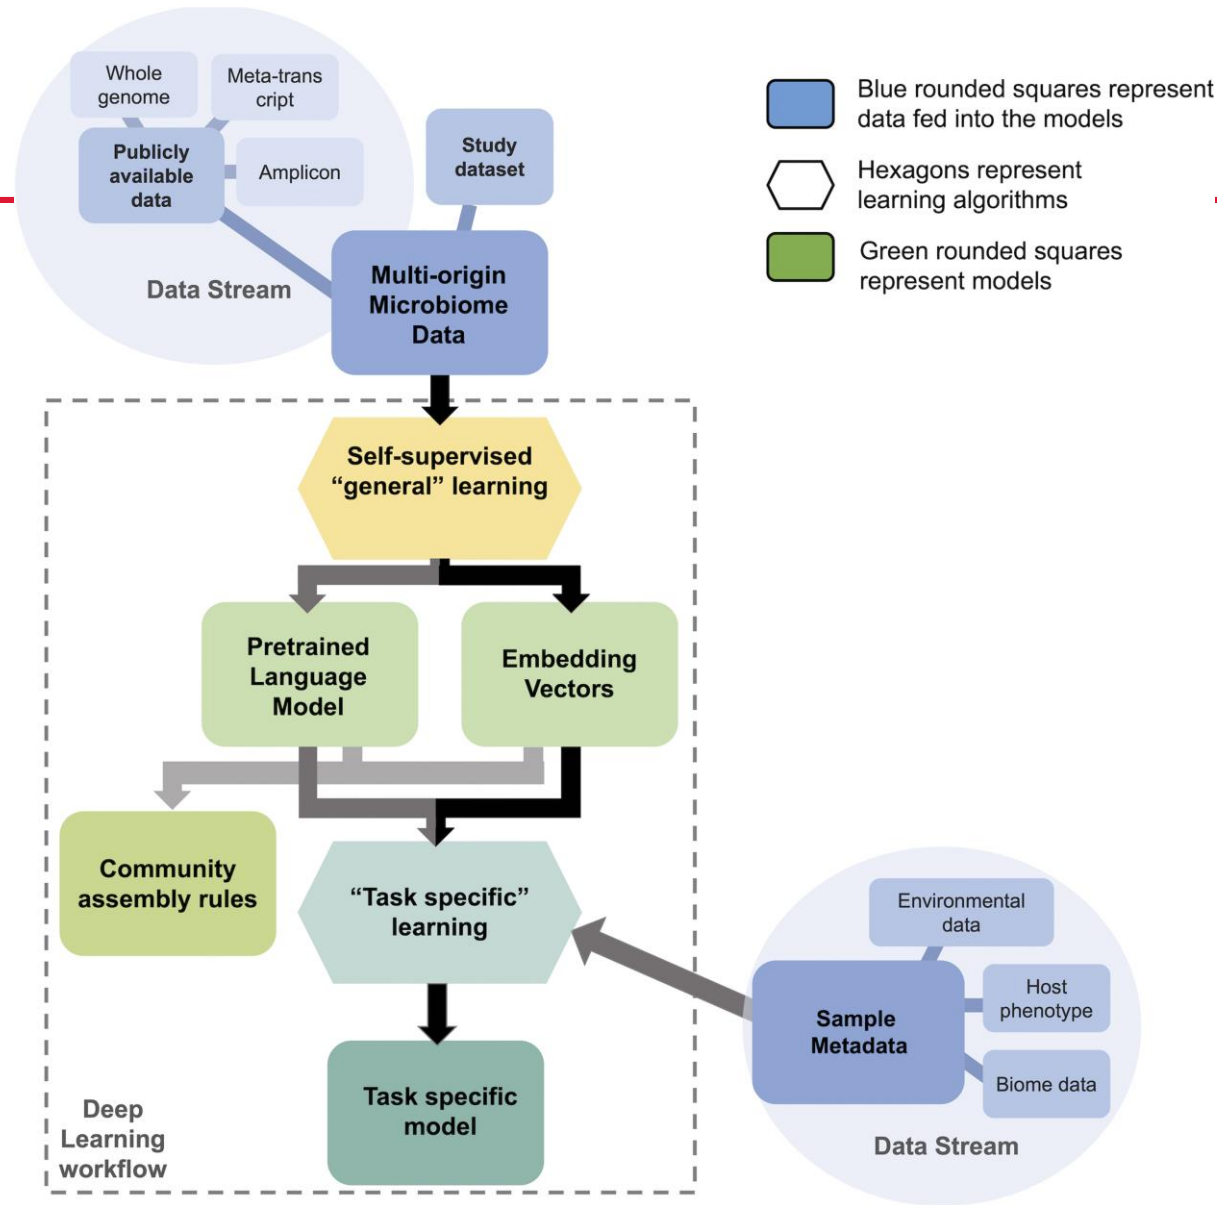 Whole
genome
Meta-trans
cript
Publicly
available
data
Amplicon
Study
dataset
Data Stream
Multi-origin
Microbiome
Data
Blue rounded squares represent
data fed into the models
Hexagons represent
learning algorithms
Green rounded squares
represent models
Self-supervised
“general” learning
Pretrained
Language
Model
Embedding
Vectors
Community
assembly rules
“Task specific”
learning
Task specific
model
Deep
Learning
workflow
Environmental
data
Host
phenotype
Sample
Metadata
Biome data
Data Stream